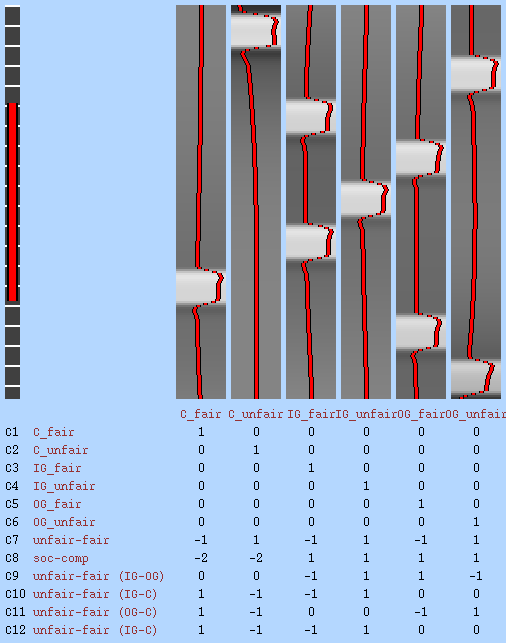 C_fair C_unfair IG_fair IG_unfair OG_fair OG_unfair
C1 C_fair 1 0 0 0 0 0
C2 C_unfair 0 1 0 0 0 0
C3 IG_fair 0 0 1 0 0 0
C4 IG_unfair 0 0 0 1 0 0
C5 OG_fair 0 0 0 0 1 0
C6 OG_unfair 0 0 0 0 0 1
C7 unfair-fair -1 1 -1 1 -1 1
C8 soc-comp -2 -2 1 1 1 1
C9 unfair-fair (IG-OG) 0 0 -1 1 1 -1
C10 unfair-fair (IG-C) 1 -1 -1 1 0 0
C11 unfair-fair (OG-C) 1 -1 0 0 -1 1
C12 unfair-fair (IG-C) 1 -1 -1 1 0 0